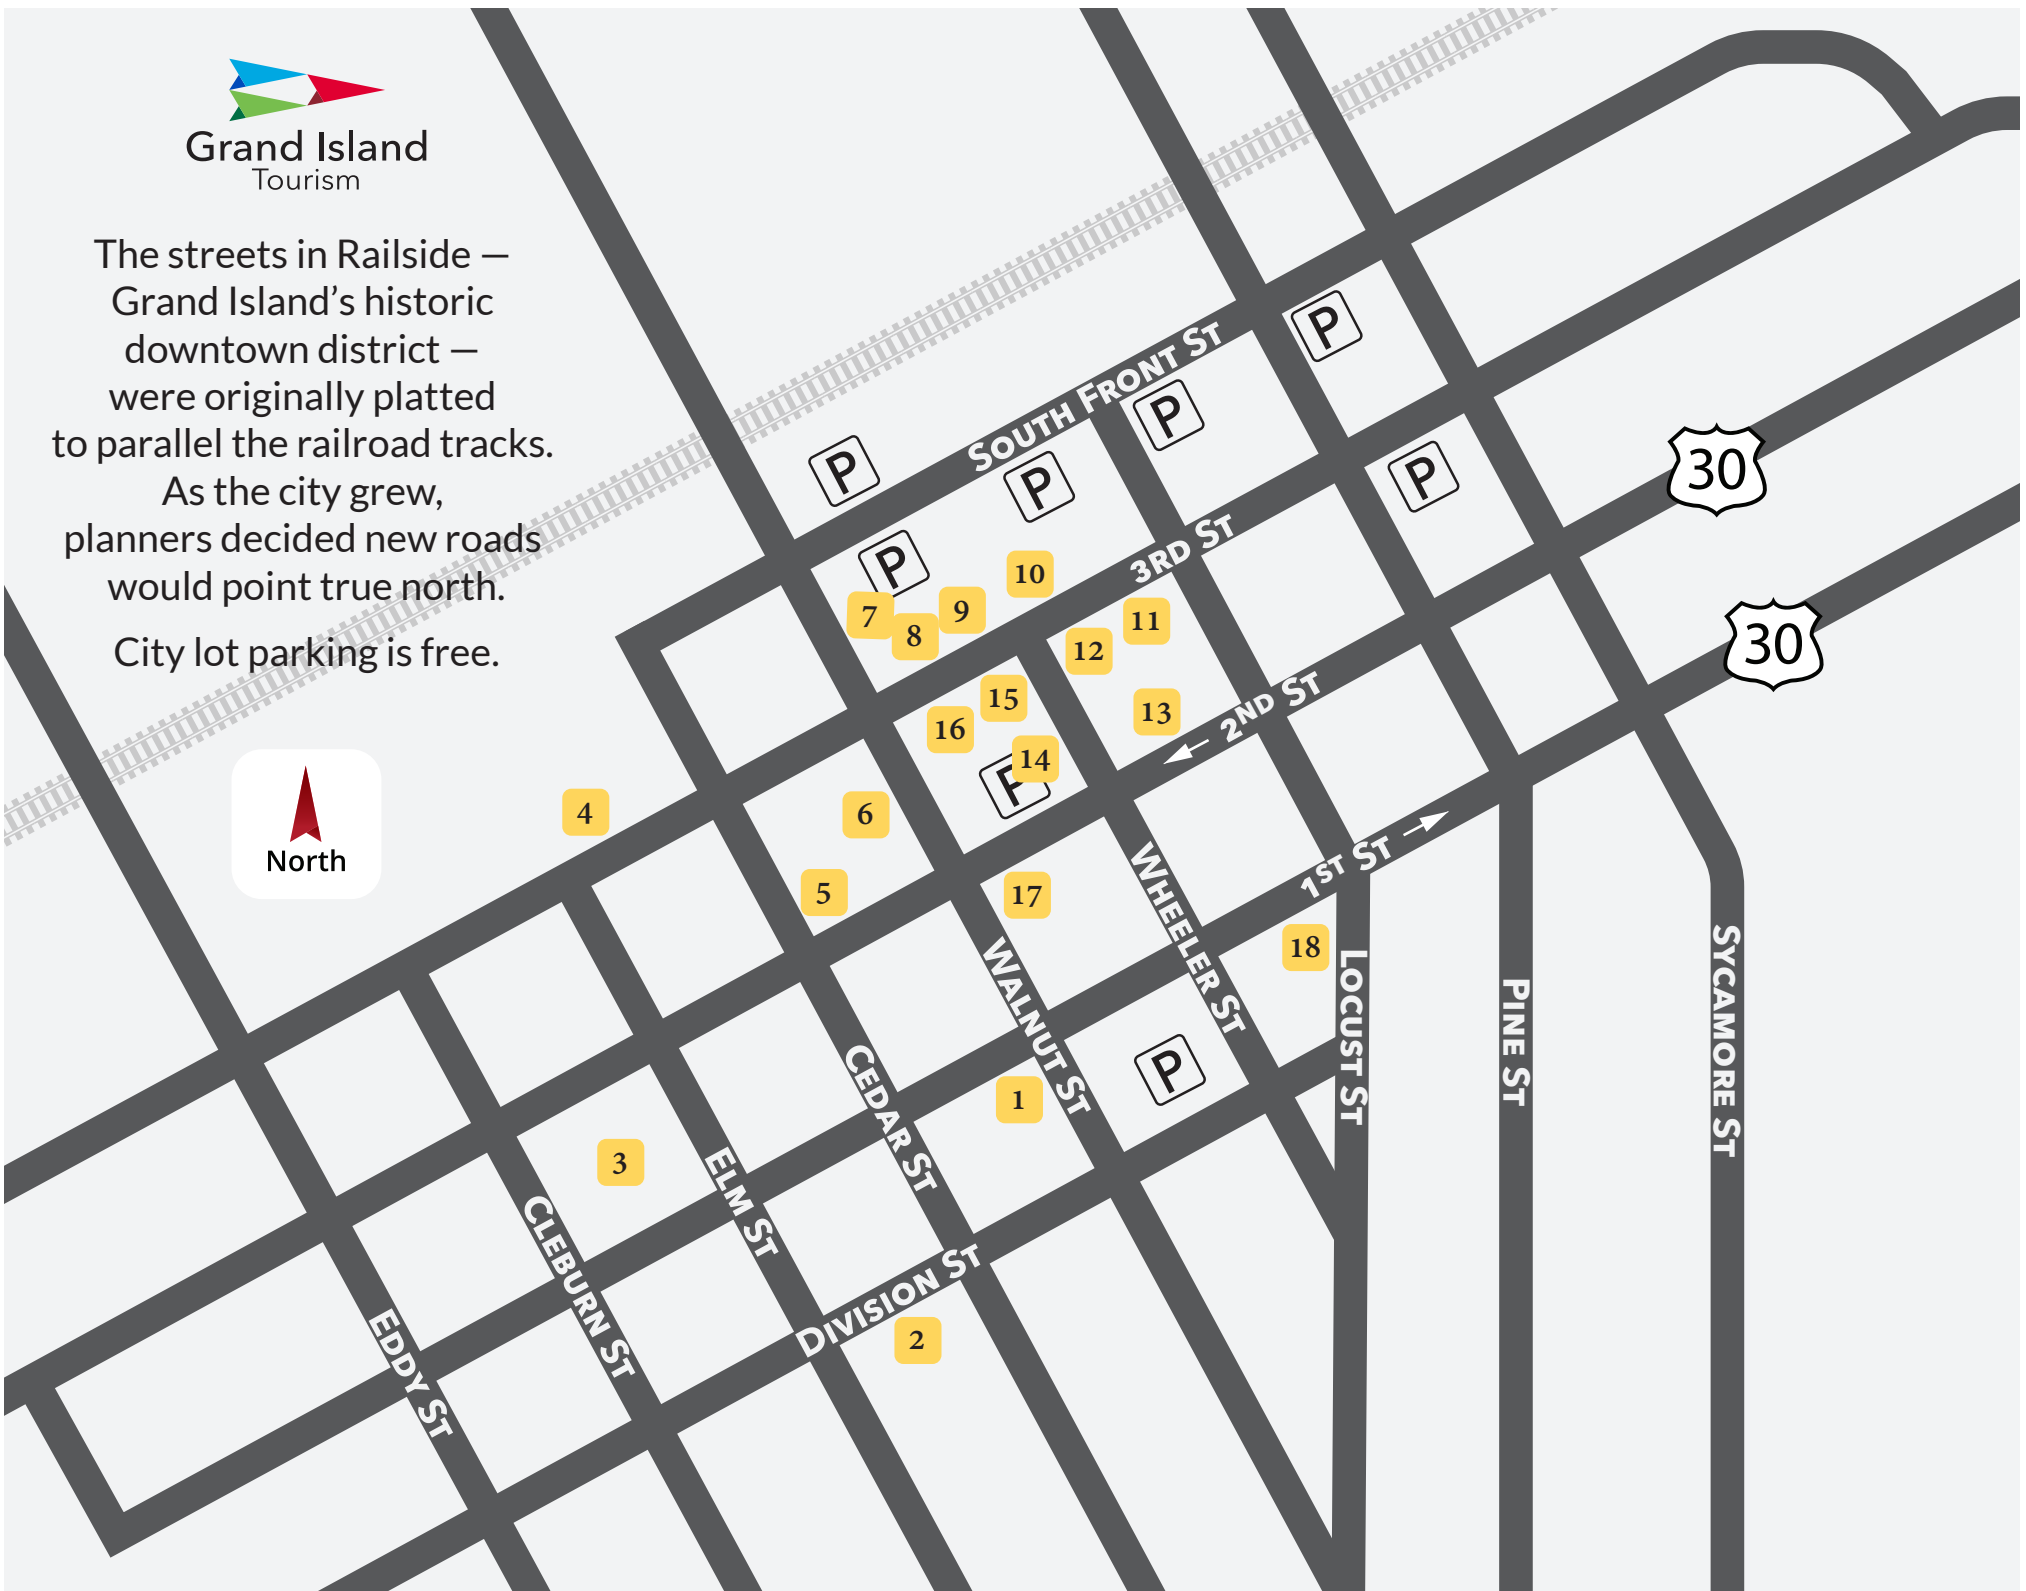 Grand Island
Tourism
The streets in Railside —
Grand Island’s historic
downtown district —
were originally platted
to parallel the railroad tracks.
As the city grew,
planners decided new roads
would point true north.
City lot parking is free.
North
P
P
SOUTH FRONT ST
P
P
P
P
30
3RD ST
10
7
8
9
11
12
30
15
16
13
2ND ST
14
P
4
6
5
17
1ST ST
WHEELER ST
18
WALNUT ST
LOCUST ST
PINE ST
SYCAMORE ST
CEDAR ST
P
1
3
ELM ST
CLEBURN ST
DIVISION ST
2
EDDY ST